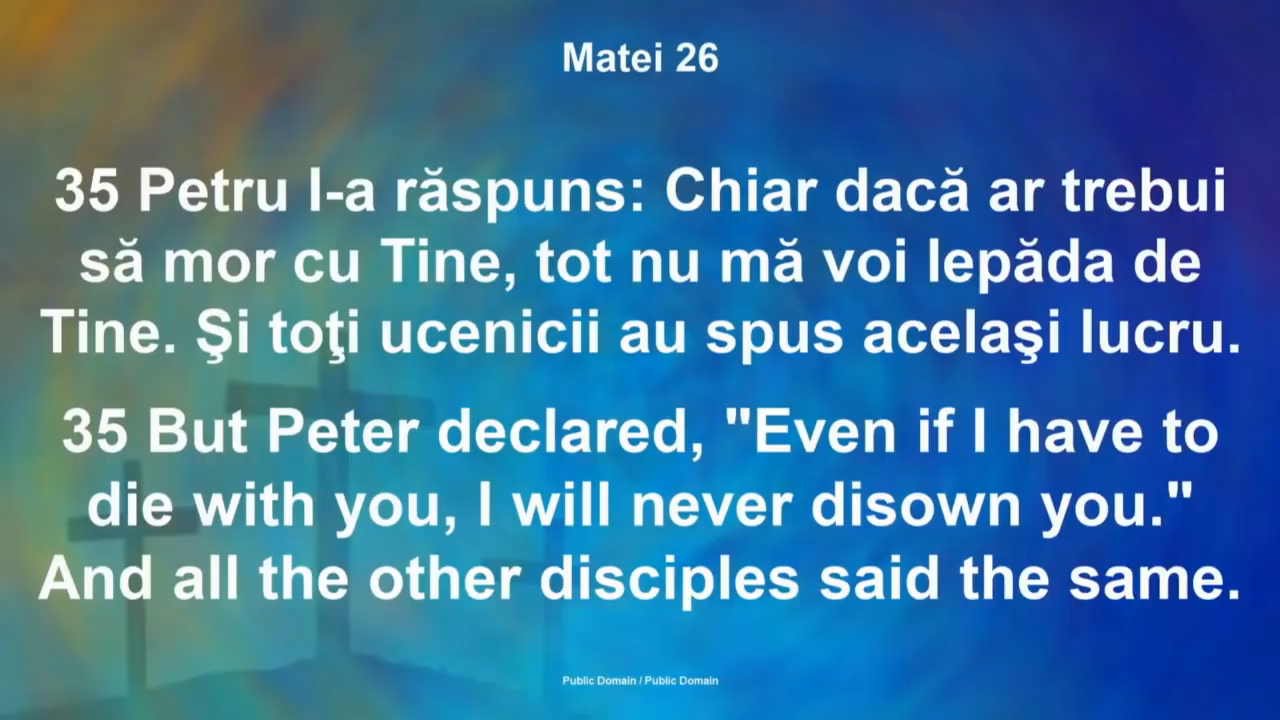 Matei 26
35 Petru I-a răspuns: Chiar dacă ar trebui
să mor cu Tine, tot nu mă voi lepăda de
Tine. Şi toţi ucenicii au spus acelaşi lucru.
35 But Peter declared, "Even if I have to
die with you, I will never disown you."
And all the other disciples said the same.
Public Domain / Public Domain